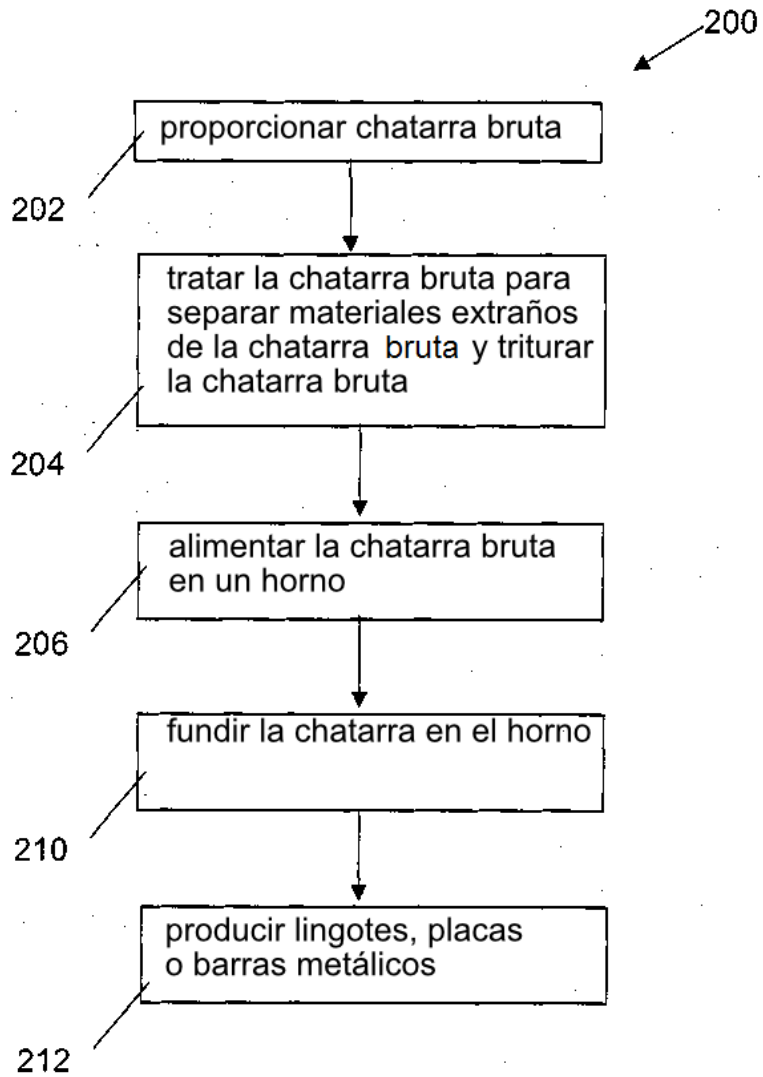 200
proporcionar chatarra bruta
202
tratar la chatarra bruta para
separar materiales extraños
de la chatarra bruta y triturar
la chatarra bruta
204
alimentar la chatarra bruta
en un horno
206
fundir la chatarra en el horno
210
producir lingotes, placas
o barras metálicos
212